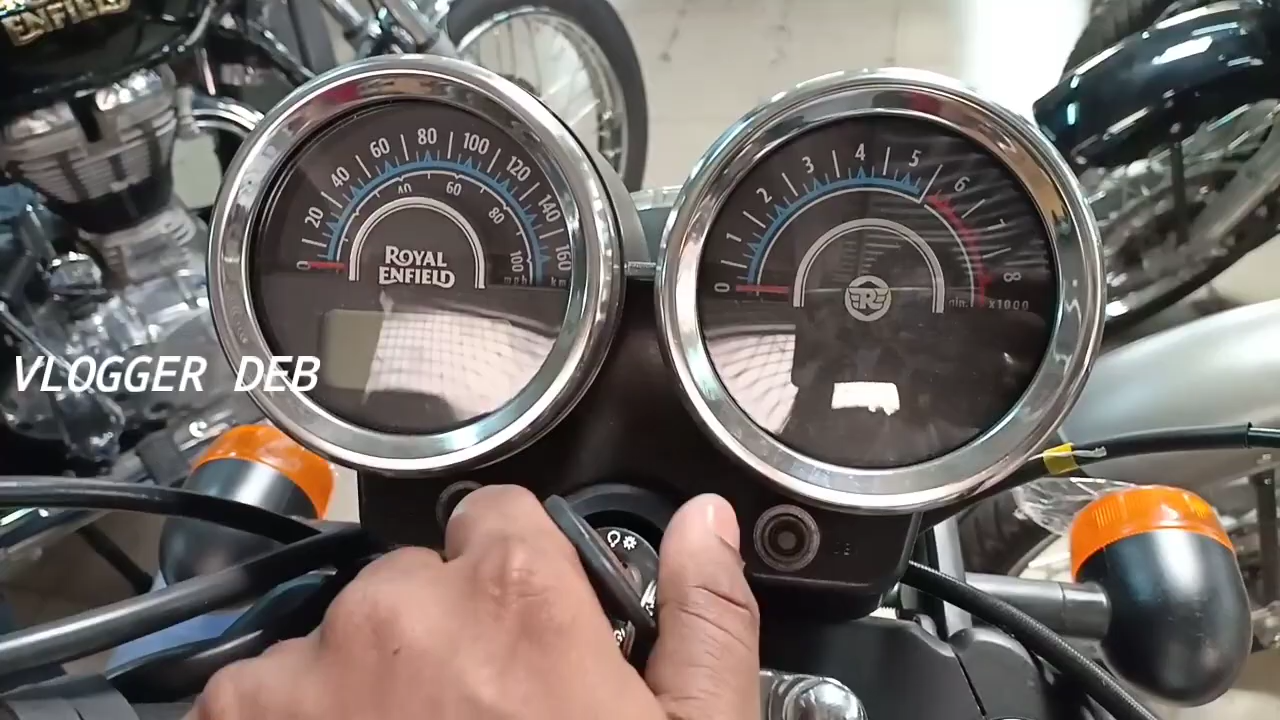 ENFIELD
0 20 40 60 80 100 120 140 160
40 60 80 100
mph km
ROYAL
ENFIELD
0 1 2 3 4 5 6 7 8
X1000
R
VLOGGER DEB